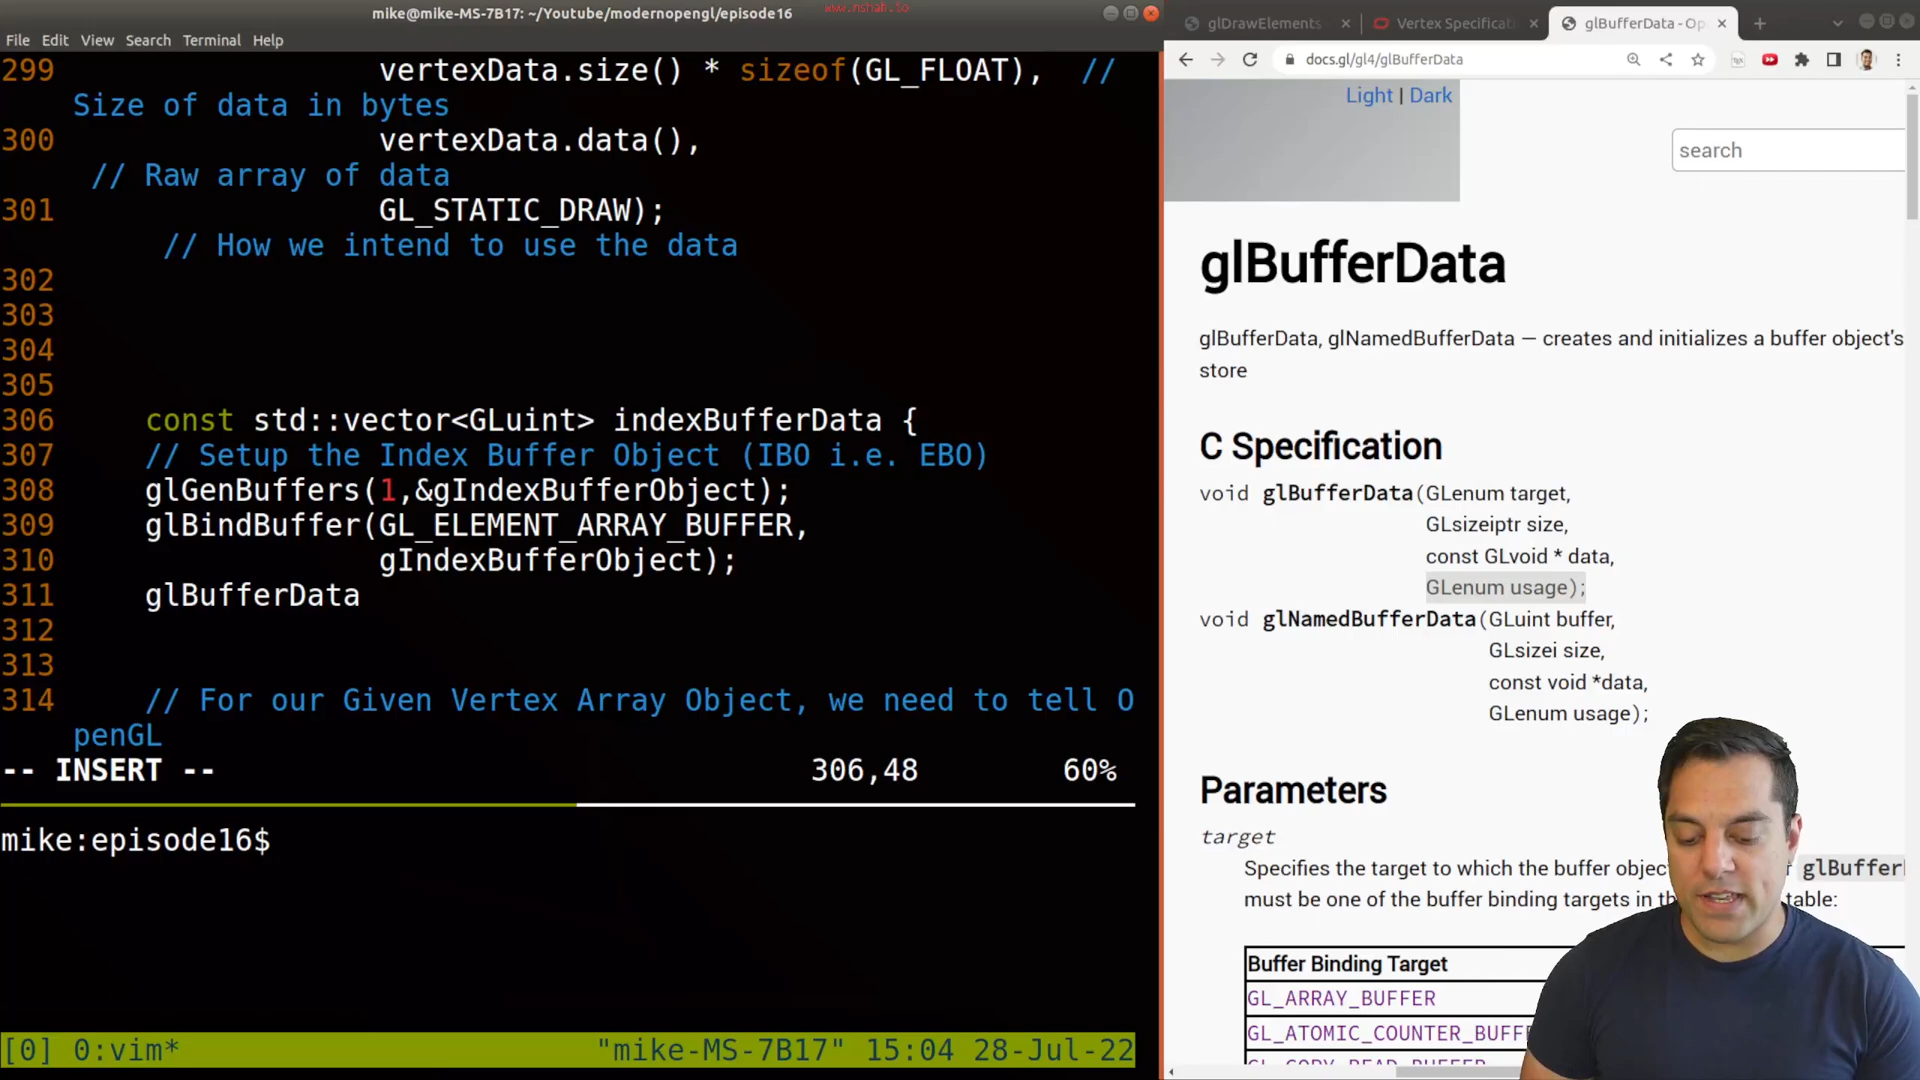 mike@mike-MS-7B17: ~/Youtube/modernopengl/episode16
www.mshah.io
File Edit View Search Terminal Help
299 vertexData.size() * sizeof(GL_FLOAT), //
Size of data in bytes
300 vertexData.data(),
// Raw array of data
301 GL_STATIC_DRAW);
// How we intend to use the data
302
303
304
305
306 const std::vector<GLuint> indexBufferData {
307 // Setup the Index Buffer Object (IBO i.e. EBO)
308 glGenBuffers(1,&gIndexBufferObject);
309 glBindBuffer(GL_ELEMENT_ARRAY_BUFFER,
310 gIndexBufferObject);
311 glBufferData
312
313
314 // For our Given Vertex Array Object, we need to tell O
penGL
-- INSERT -- 306,48 60%
mike:episode16$
[0] 0:vim* "mike-MS-7B17" 15:04 28-Jul-22
glDrawElements
Vertex Specificat
glBufferData - Op
docs.gl/gl4/glBufferData
Light | Dark
search
glBufferData
glBufferData, glNamedBufferData — creates and initializes a buffer object's
store
C Specification
void glBufferData(GLenum target,
GLsizeiptr size,
const GLvoid * data,
GLenum usage);
void glNamedBufferData(GLuint buffer,
GLsizei size,
const void *data,
GLenum usage);
Parameters
target
Specifies the target to which the buffer objec glBuffer
must be one of the buffer binding targets in th table:
Buffer Binding Target
GL_ARRAY_BUFFER
GL_ATOMIC_COUNTER_BUFF
GL_COPY_READ_BUFFER